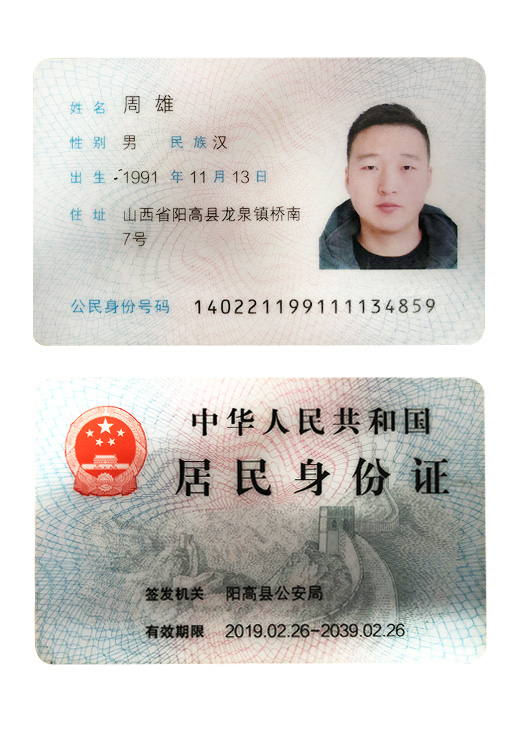 姓名 周雄
性别 男 民族 汉
出生 1991 年 11 月 13 日
住址 山西省阳高县龙泉镇桥南
7号
公民身份号码 140221199111134859
中华人民共和国
居民身份证
签发机关 阳高县公安局
有效期限 2019.02.26-2039.02.26